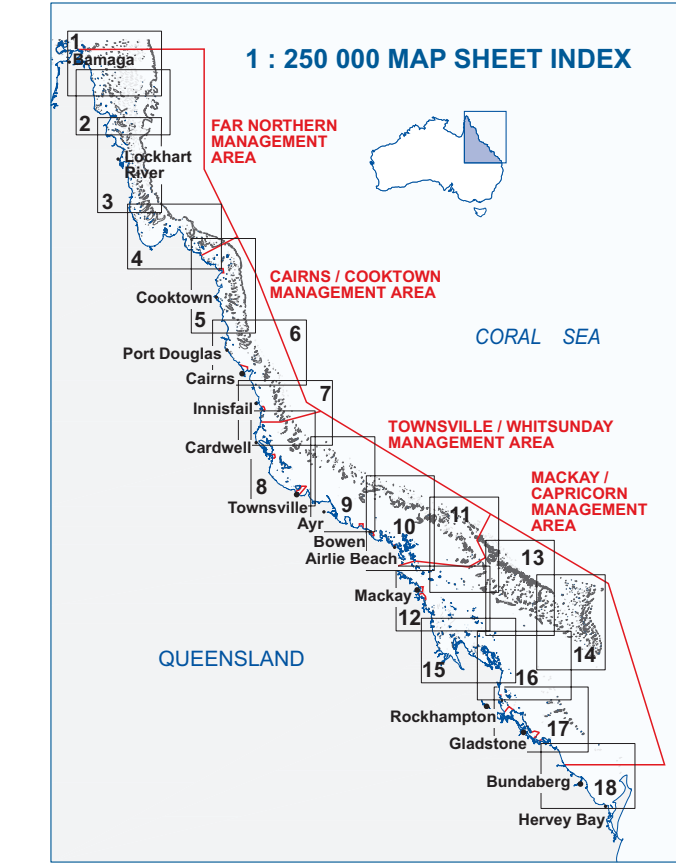 1 : 250 000 MAP SHEET INDEX
1
Bamaga
2
FAR NORTHERN
MANAGEMENT
AREA
Lockhart
River
3
4
CAIRNS / COOKTOWN
MANAGEMENT AREA
Cooktown
5
6
CORAL SEA
Port Douglas
Cairns
7
Innisfail
TOWNSVILLE / WHITSUNDAY
MANAGEMENT AREA
Cardwell
8
MACKAY /
CAPRICORN
MANAGEMENT
AREA
Townsville
9
11
Ayr
10
Bowen
13
Airlie Beach
Mackay
12
14
QUEENSLAND
15
16
Rockhampton
17
Gladstone
Bundaberg
18
Hervey Bay